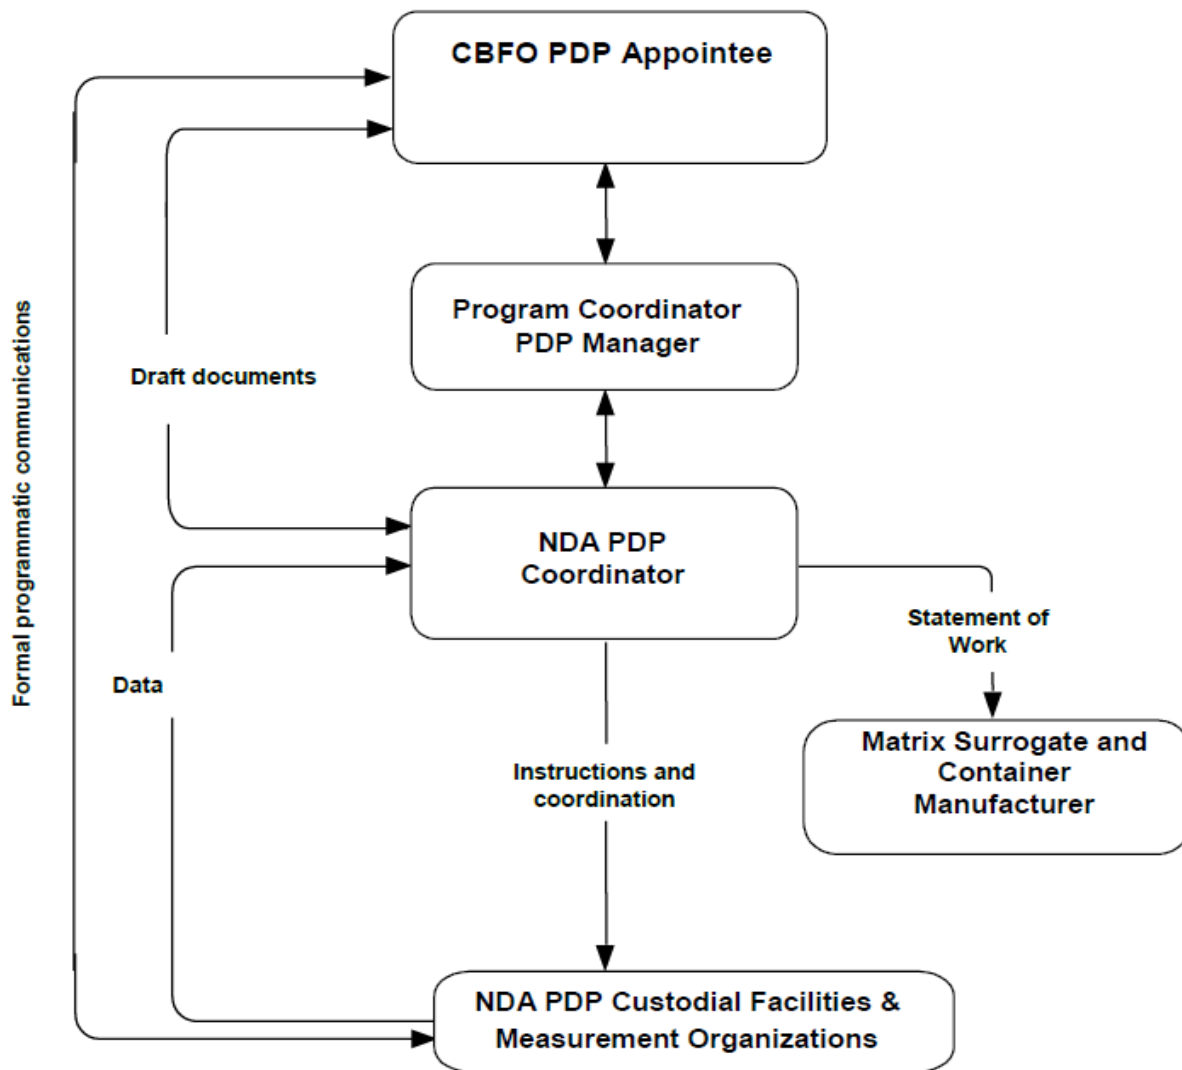 CBFO PDP Appointee
Program Coordinator
PDP Manager
Formal programmatic communications
Draft documents
NDA PDP
Coordinator
Statement of
Work
Data
Matrix Surrogate and
Container
Manufacturer
Instructions and
coordination
NDA PDP Custodial Facilities &
Measurement Organizations